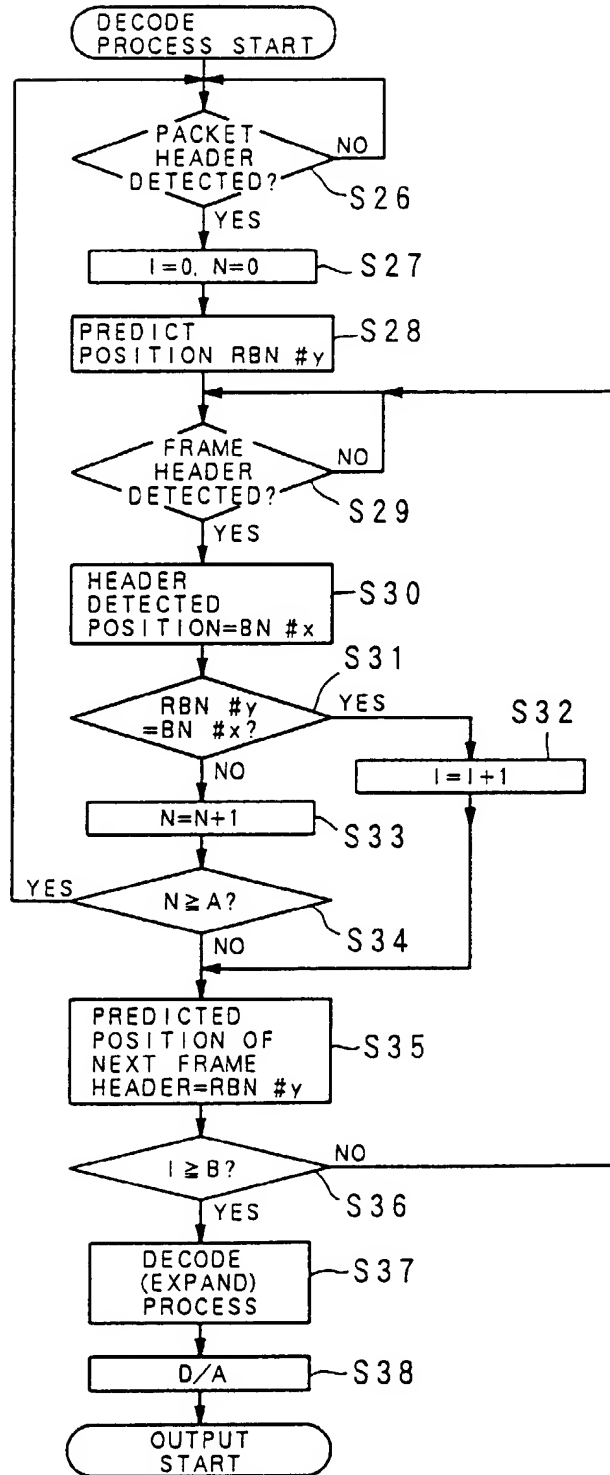 DECODE
PROCESS START
PACKET
HEADER
DETECTED?
NO
S26
YES
I=0, N=0
S27
PREDICT
POSITION RBN #y
S28
FRAME
HEADER
DETECTED?
NO
S29
YES
HEADER
DETECTED
POSITION=BN #x
S30
S31
RBN #y
=BN #x?
YES
S32
I=I+1
NO
N=N+1
S33
YES
N≧A?
S34
NO
PREDICTED
POSITION OF
NEXT FRAME
HEADER=RBN #y
S35
I≧B?
NO
S36
YES
DECODE
(EXPAND)
PROCESS
S37
D/A
S38
OUTPUT
START